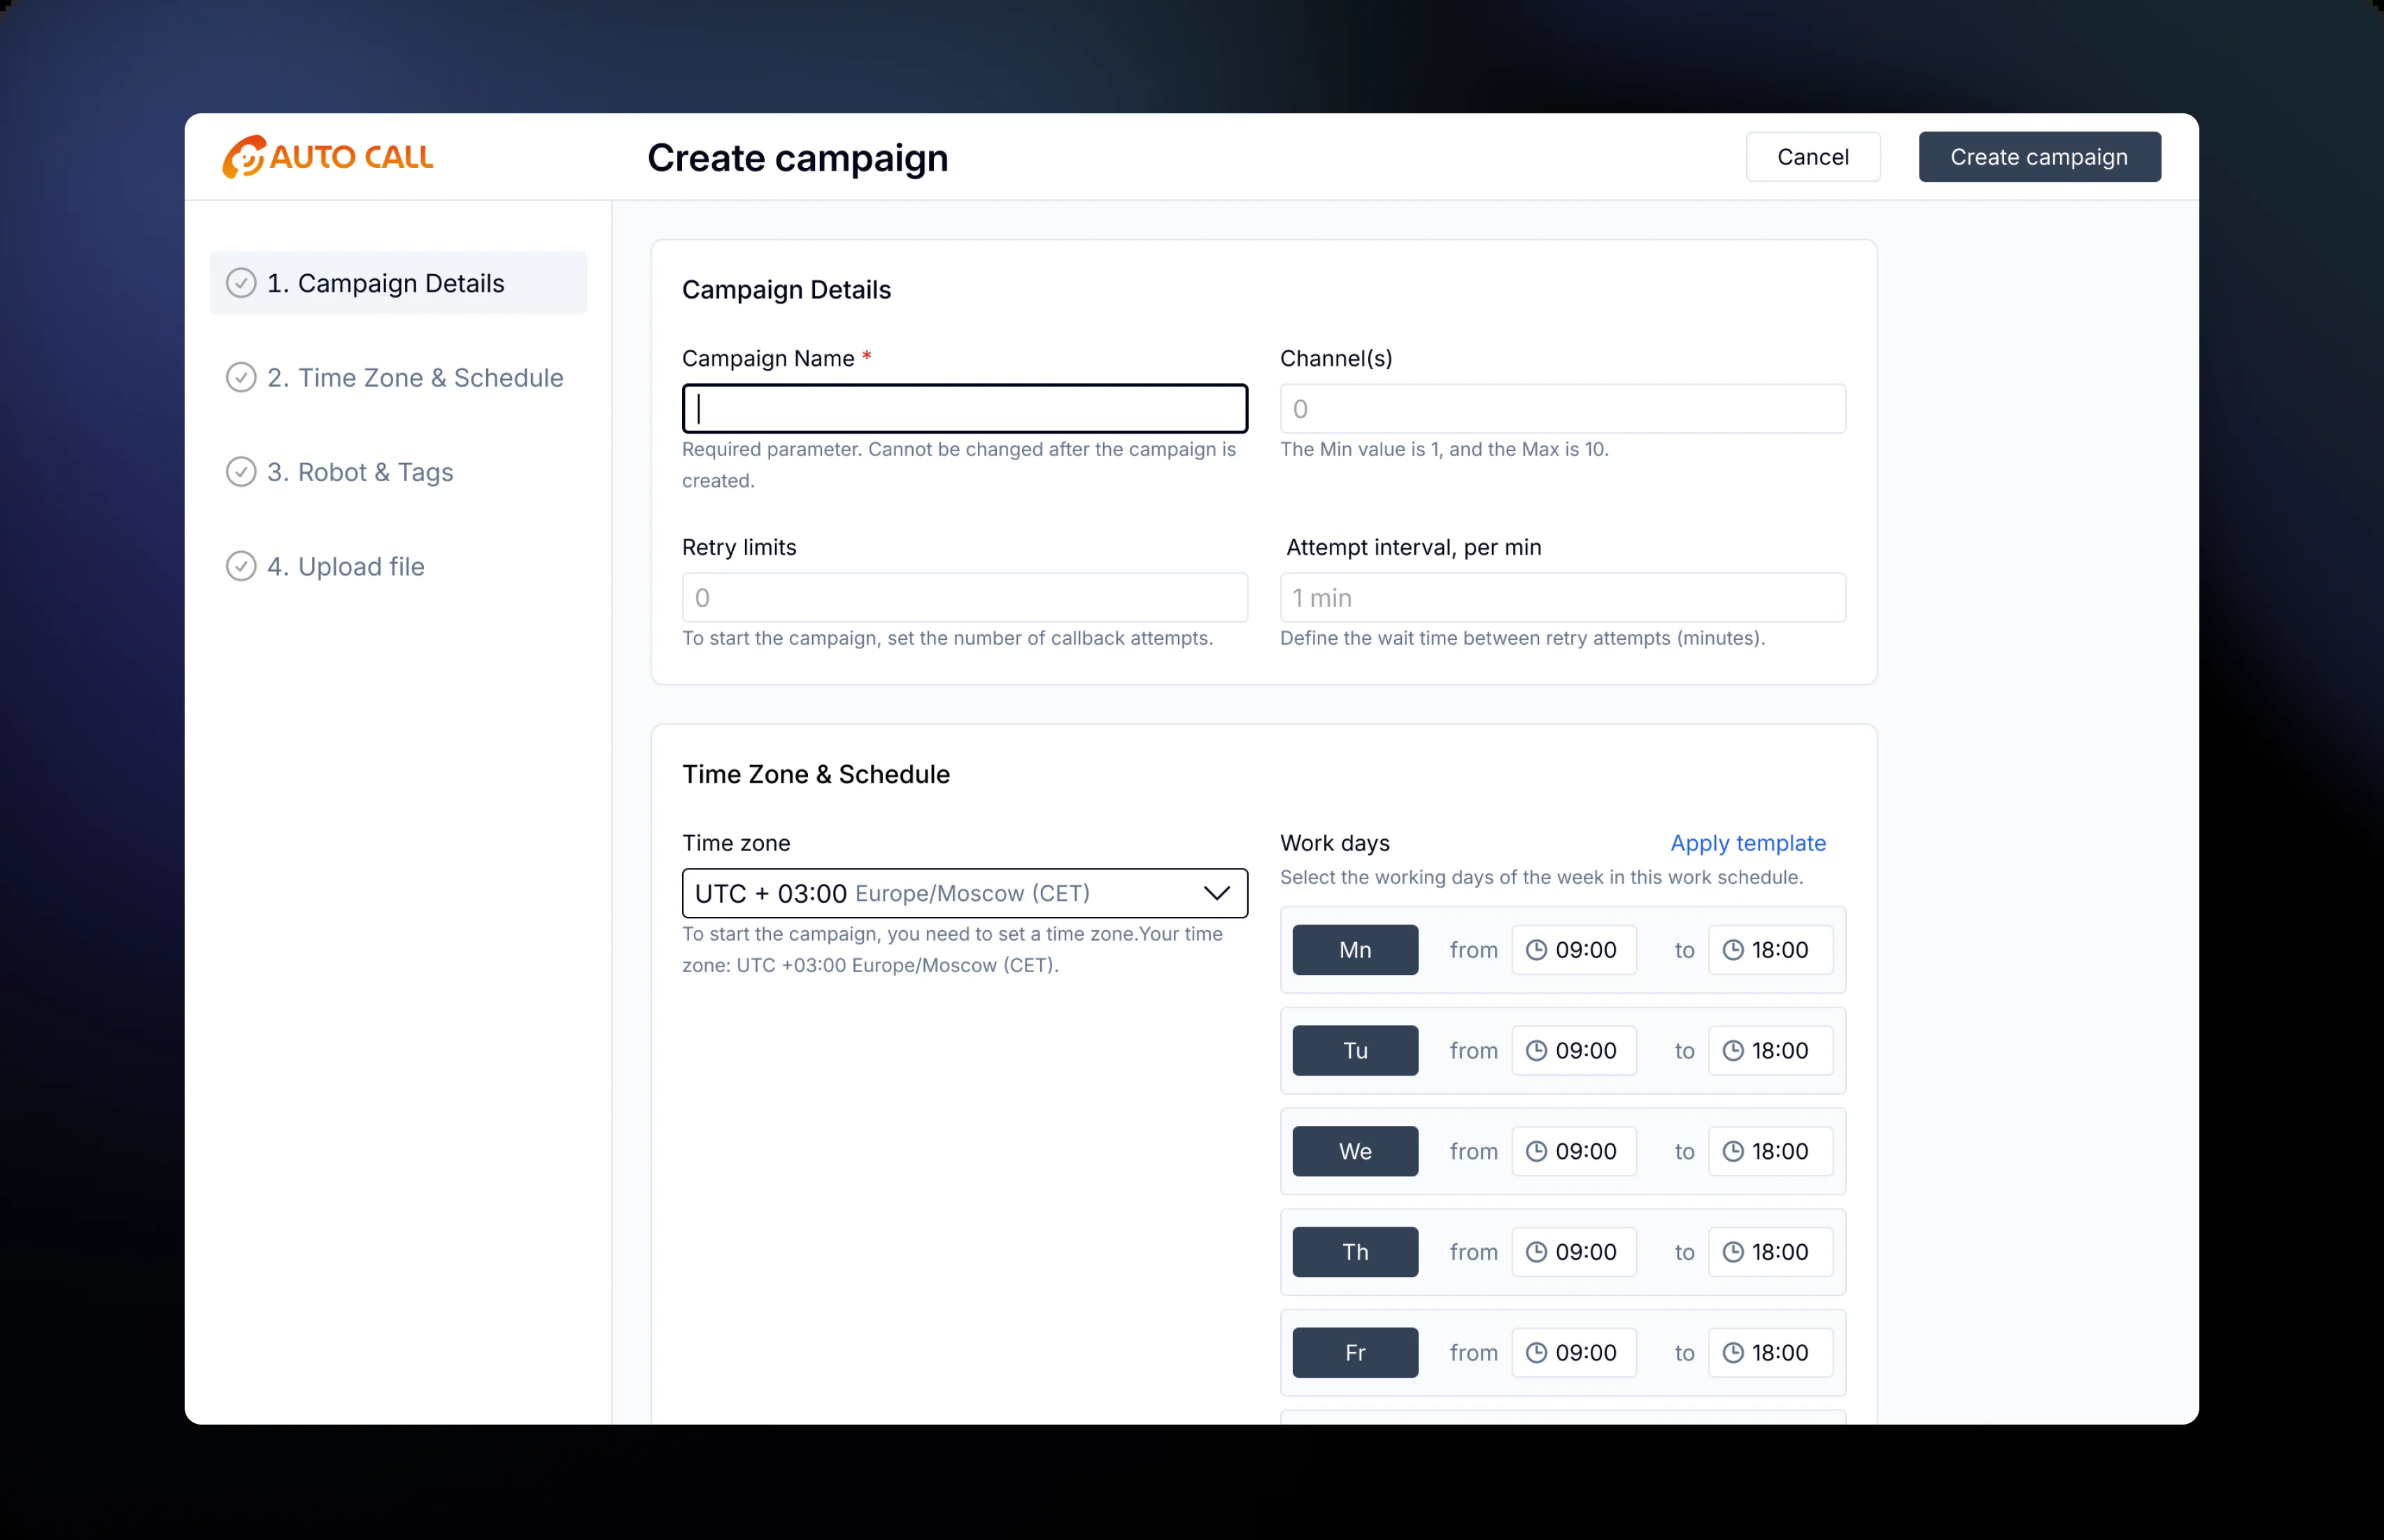 AUTO CALL
Create campaign
Cancel
Create campaign
1. Campaign Details
2. Time Zone & Schedule
3. Robot & Tags
4. Upload file
Campaign Details
Campaign Name *
Required parameter. Cannot be changed after the campaign is
created.
Channel(s)
0
The Min value is 1, and the Max is 10.
Retry limits
0
To start the campaign, set the number of callback attempts.
Attempt interval, per min
1 min
Define the wait time between retry attempts (minutes).
Time Zone & Schedule
Time zone
UTC + 03:00 Europe/Moscow (CET)
To start the campaign, you need to set a time zone.Your time
zone: UTC +03:00 Europe/Moscow (CET).
Work days
Apply template
Select the working days of the week in this work schedule.
Mn from 09:00 to 18:00
Tu from 09:00 to 18:00
We from 09:00 to 18:00
Th from 09:00 to 18:00
Fr from 09:00 to 18:00